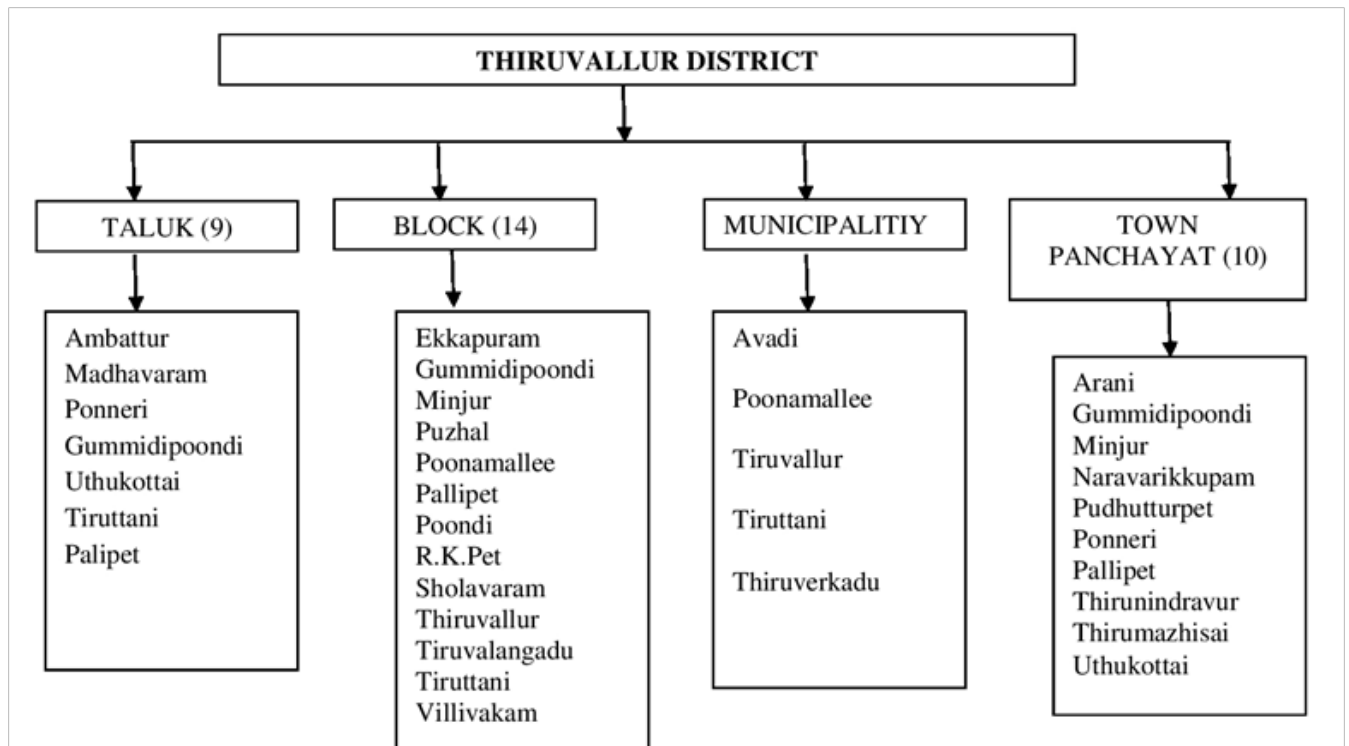 THIRUVALLUR DISTRICT
TALUK (9)
Ambattur
Madhavaram
Ponneri
Gummidipoondi
Uthukottai
Tiruttani
Palipet
BLOCK (14)
Ekkapuram
Gummidipoondi
Minjur
Puzhal
Poonamallee
Pallipet
Poondi
R.K.Pet
Sholavaram
Thiruvallur
Tiruvalangadu
Tiruttani
Villivakam
MUNICIPALITIY
Avadi
Poonamallee
Tiruvallur
Tiruttani
Thiruverkadu
TOWN
PANCHAYAT (10)
Arani
Gummidipoondi
Minjur
Naravarikkupam
Pudhutturpet
Ponneri
Pallipet
Thirunindravur
Thirumazhisai
Uthukottai